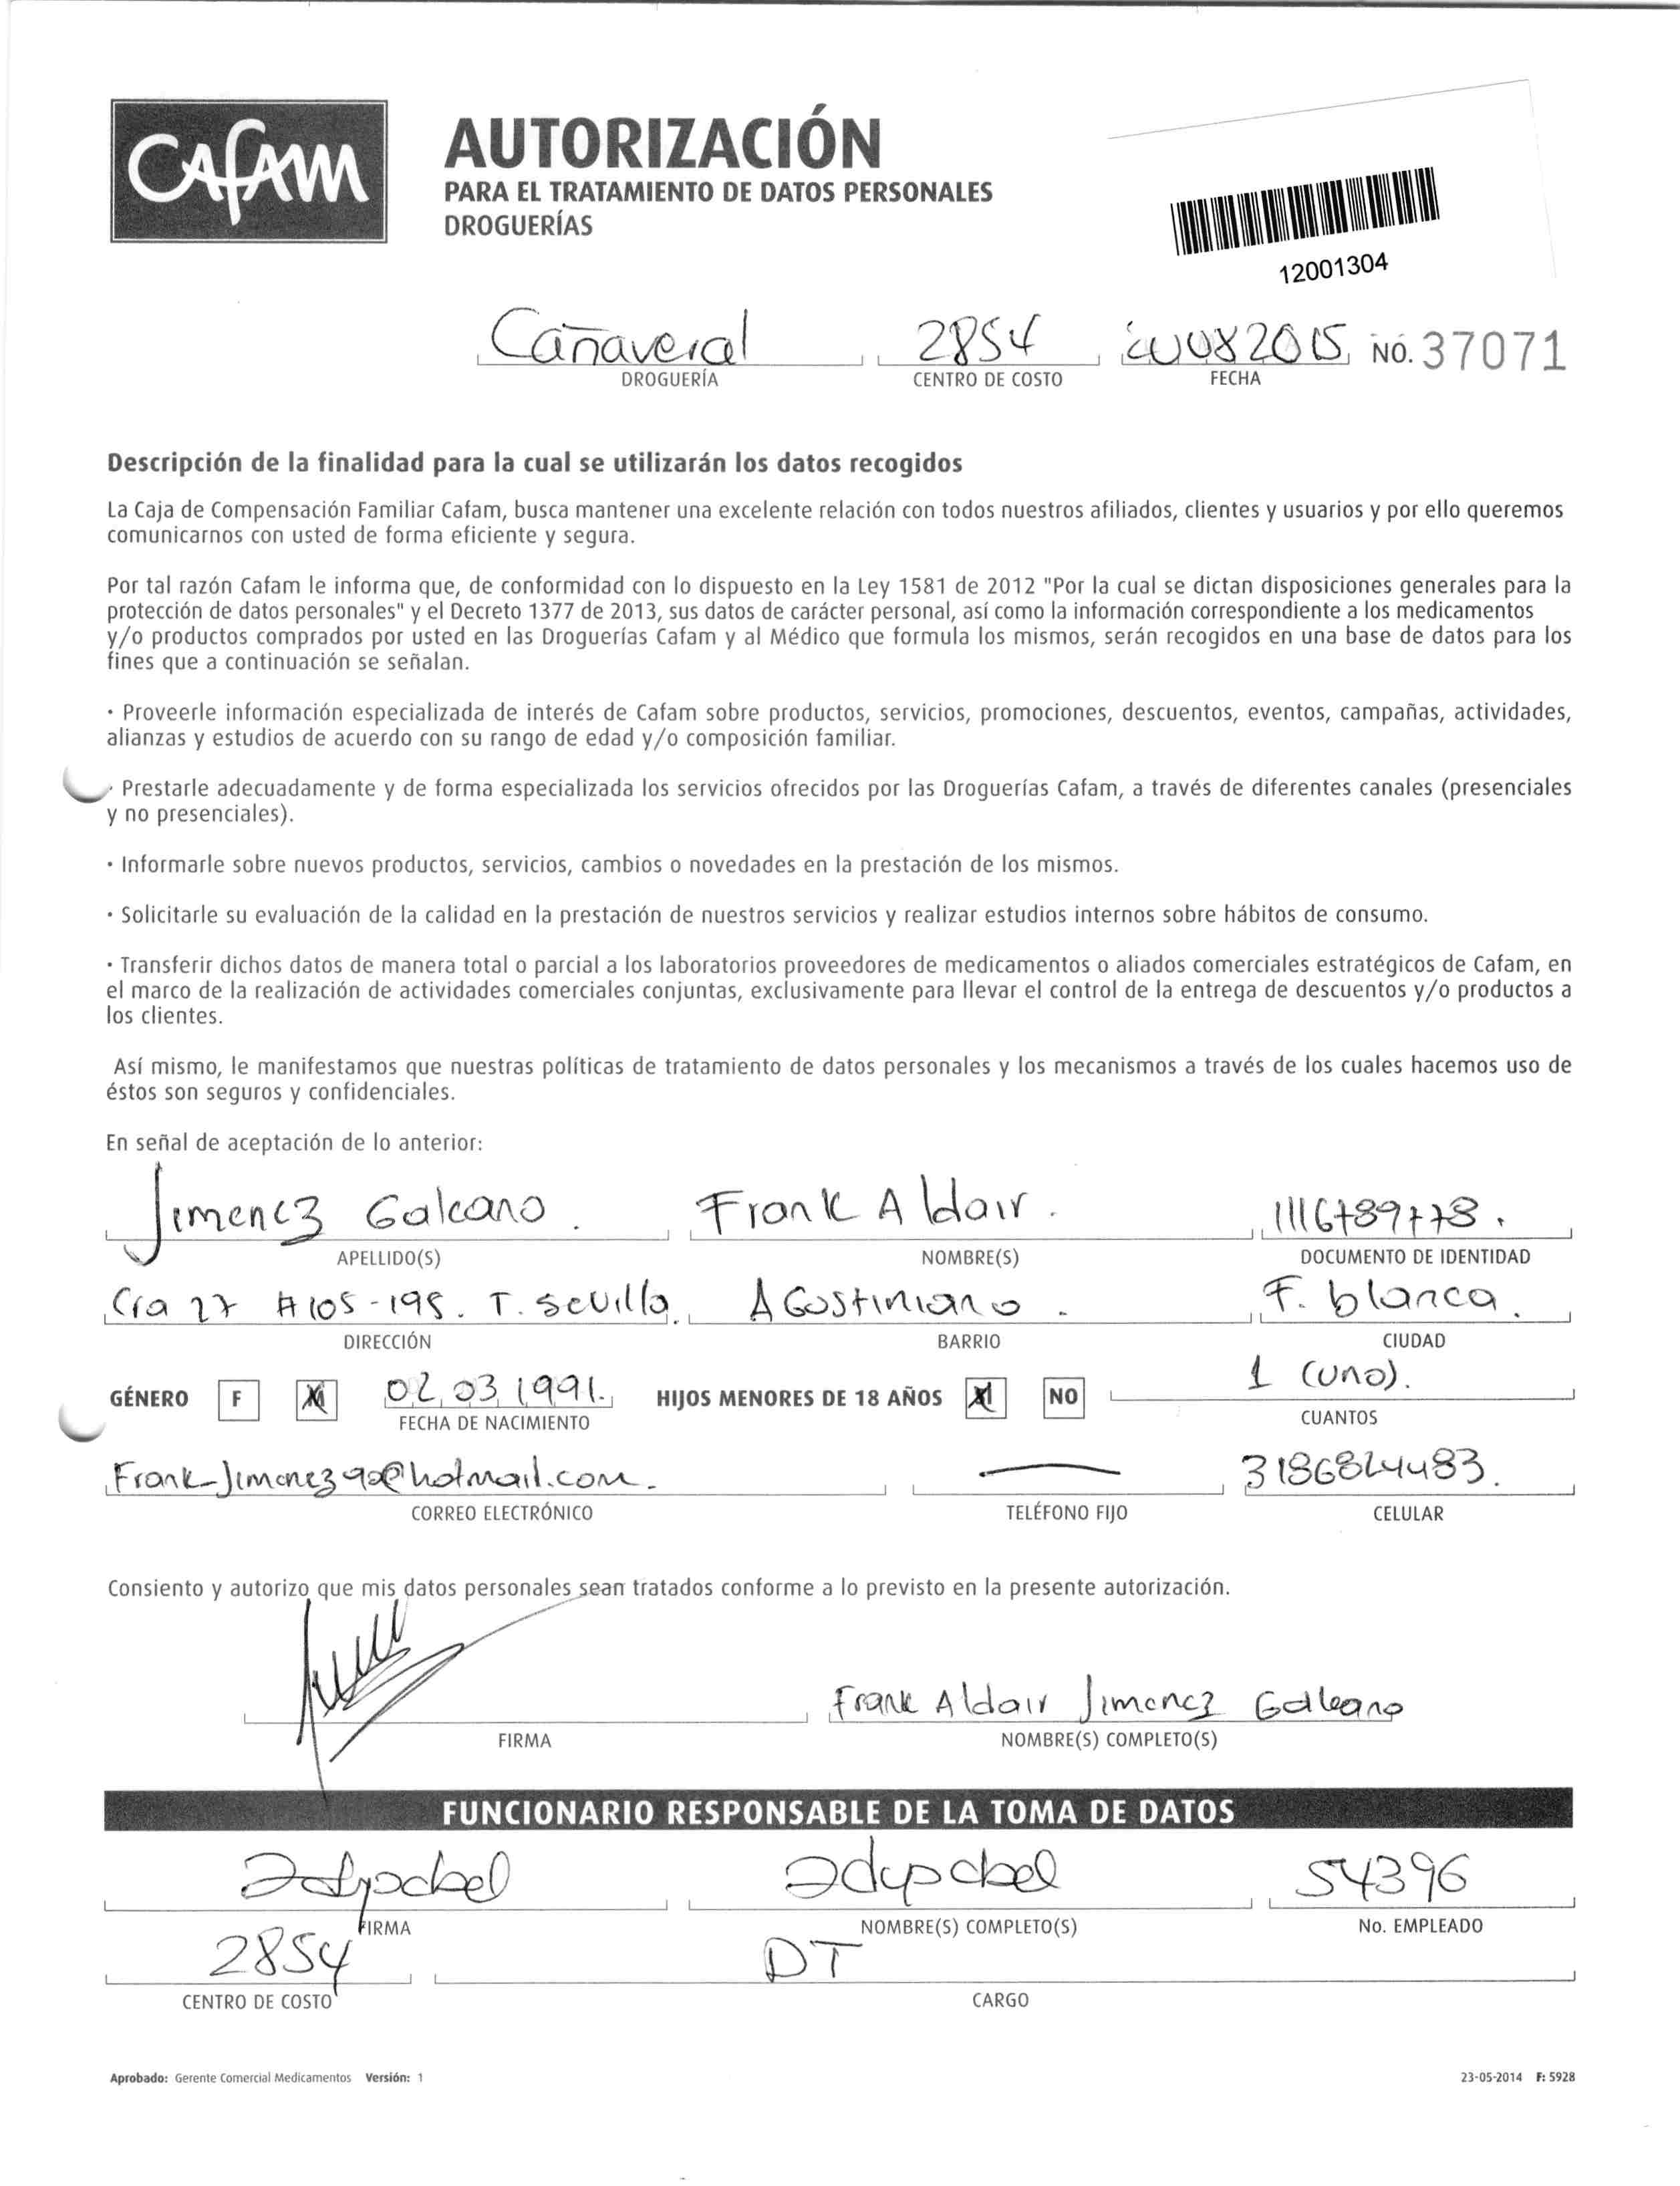 CAFAM
AUTORIZACIÓN
PARA EL TRATAMIENTO DE DATOS PERSONALES
DROGUERÍAS
12001304
Cañaveral 2854 082015 NO. 37071
DROGUERÍA CENTRO DE COSTO FECHA
Descripción de la finalidad para la cual se utilizarán los datos recogidos
La Caja de Compensación Familiar Cafam, busca mantener una excelente relación con todos nuestros afiliados, clientes y usuarios y por ello queremos
comunicarnos con usted de forma eficiente y segura.
Por tal razón Cafam le informa que, de conformidad con lo dispuesto en la Ley 1581 de 2012 "Por la cual se dictan disposiciones generales para la
protección de datos personales" y el Decreto 1377 de 2013, sus datos de carácter personal, así como la información correspondiente a los medicamentos
y/o productos comprados por usted en las Droguerías Cafam y al Médico que formula los mismos, serán recogidos en una base de datos para los
fines que a continuación se señalan.
· Proveerle información especializada de interés de Cafam sobre productos, servicios, promociones, descuentos, eventos, campañas, actividades,
alianzas y estudios de acuerdo con su rango de edad y/o composición familiar.
· Prestarle adecuadamente y de forma especializada los servicios ofrecidos por las Droguerías Cafam, a través de diferentes canales (presenciales
y no presenciales).
· Informarle sobre nuevos productos, servicios, cambios o novedades en la prestación de los mismos.
· Solicitarle su evaluación de la calidad en la prestación de nuestros servicios y realizar estudios internos sobre hábitos de consumo.
· Transferir dichos datos de manera total o parcial a los laboratorios proveedores de medicamentos o aliados comerciales estratégicos de Cafam, en
el marco de la realización de actividades comerciales conjuntas, exclusivamente para llevar el control de la entrega de descuentos y/o productos a
los clientes.
Así mismo, le manifestamos que nuestras políticas de tratamiento de datos personales y los mecanismos a través de los cuales hacemos uso de
éstos son seguros y confidenciales.
En señal de aceptación de lo anterior:
Jimenez Galeano. Frank Aldair. 1116789778.
APELLIDO(S) NOMBRE(S) DOCUMENTO DE IDENTIDAD
Cra 27 #105-195. T. Sevilla. Agustiniano. F. blanca.
DIRECCIÓN BARRIO CIUDAD
GÉNERO F M 02.03.1991. HIJOS MENORES DE 18 AÑOS SI NO 1 (uno).
FECHA DE NACIMIENTO CUANTOS
Frank-Jimenez90@hotmail.com. — 3186824483.
CORREO ELECTRÓNICO TELÉFONO FIJO CELULAR
Consiento y autorizo que mis datos personales sean tratados conforme a lo previsto en la presente autorización.
Frank Aldair Jimenez Galeano
FIRMA NOMBRE(S) COMPLETO(S)
FUNCIONARIO RESPONSABLE DE LA TOMA DE DATOS
54396
FIRMA NOMBRE(S) COMPLETO(S) No. EMPLEADO
2854 DT
CENTRO DE COSTO CARGO
Aprobado: Gerente Comercial Medicamentos Versión: 1 23-05-2014 F: 5928